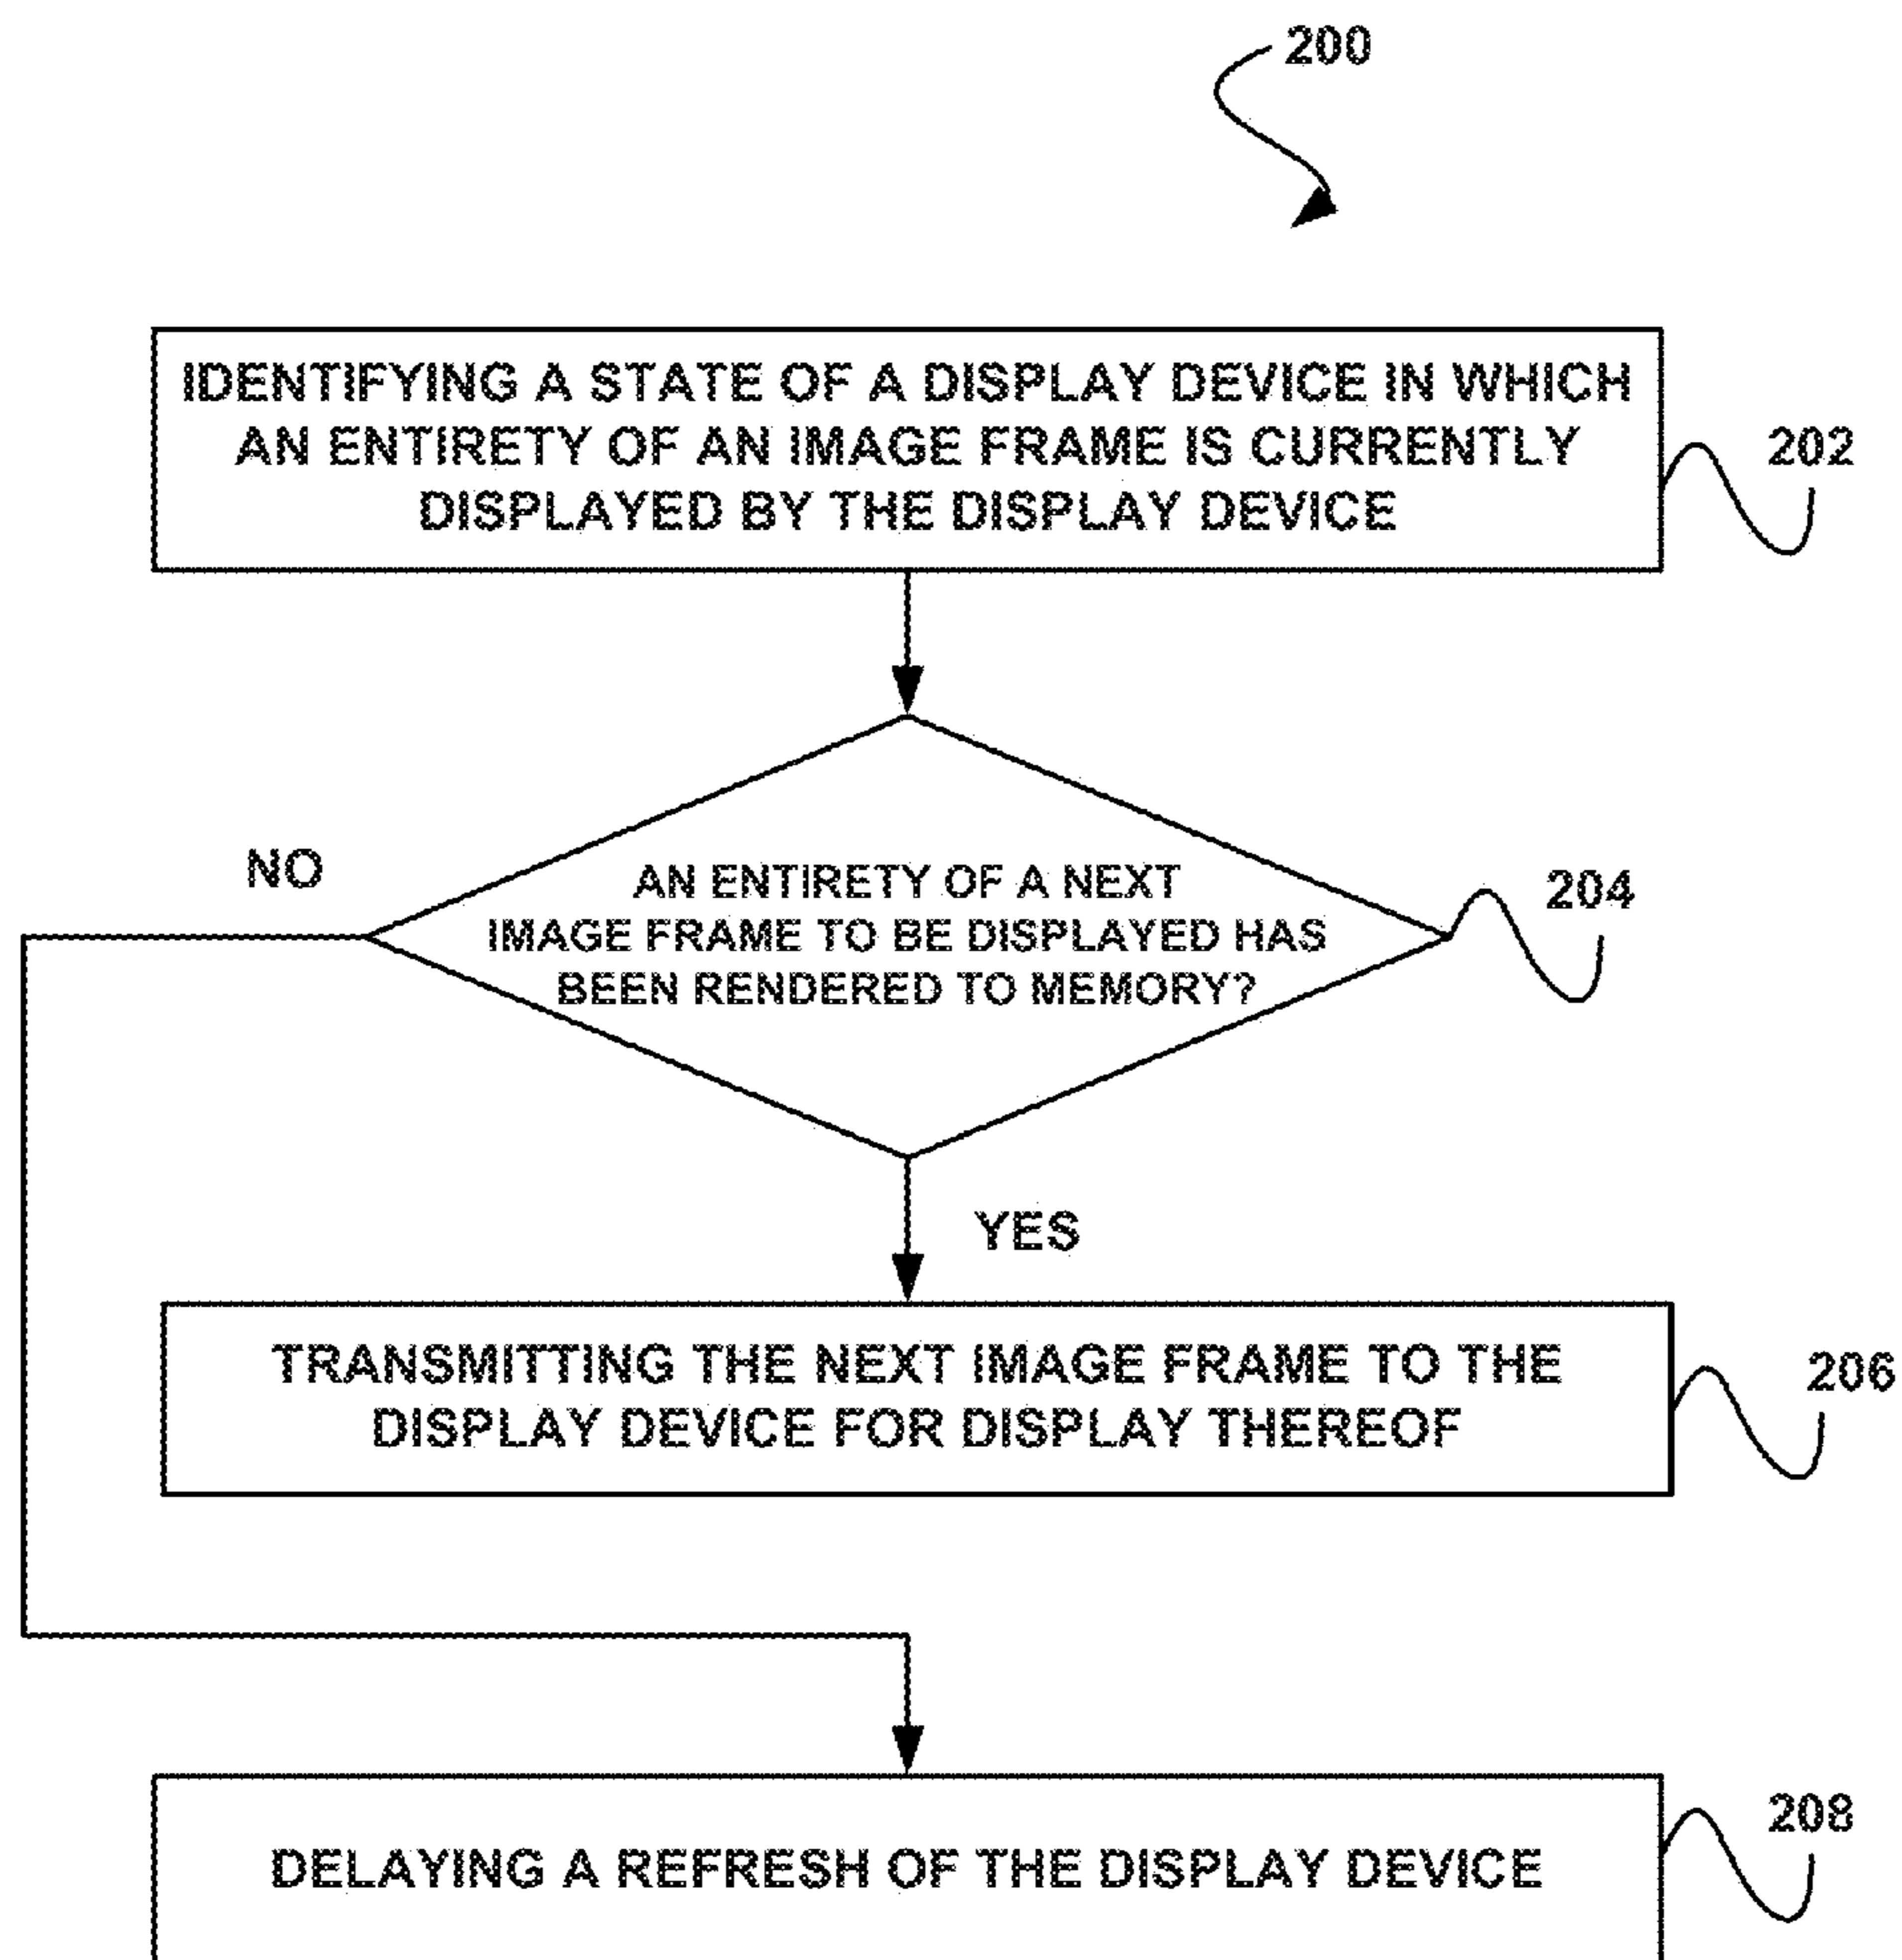 200
IDENTIFYING A STATE OF A DISPLAY DEVICE IN WHICH
AN ENTIRETY OF AN IMAGE FRAME IS CURRENTLY
DISPLAYED BY THE DISPLAY DEVICE
202
NO
AN ENTIRETY OF A NEXT
IMAGE FRAME TO BE DISPLAYED HAS
BEEN RENDERED TO MEMORY?
204
YES
TRANSMITTING THE NEXT IMAGE FRAME TO THE
DISPLAY DEVICE FOR DISPLAY THEREOF
206
DELAYING A REFRESH OF THE DISPLAY DEVICE
208